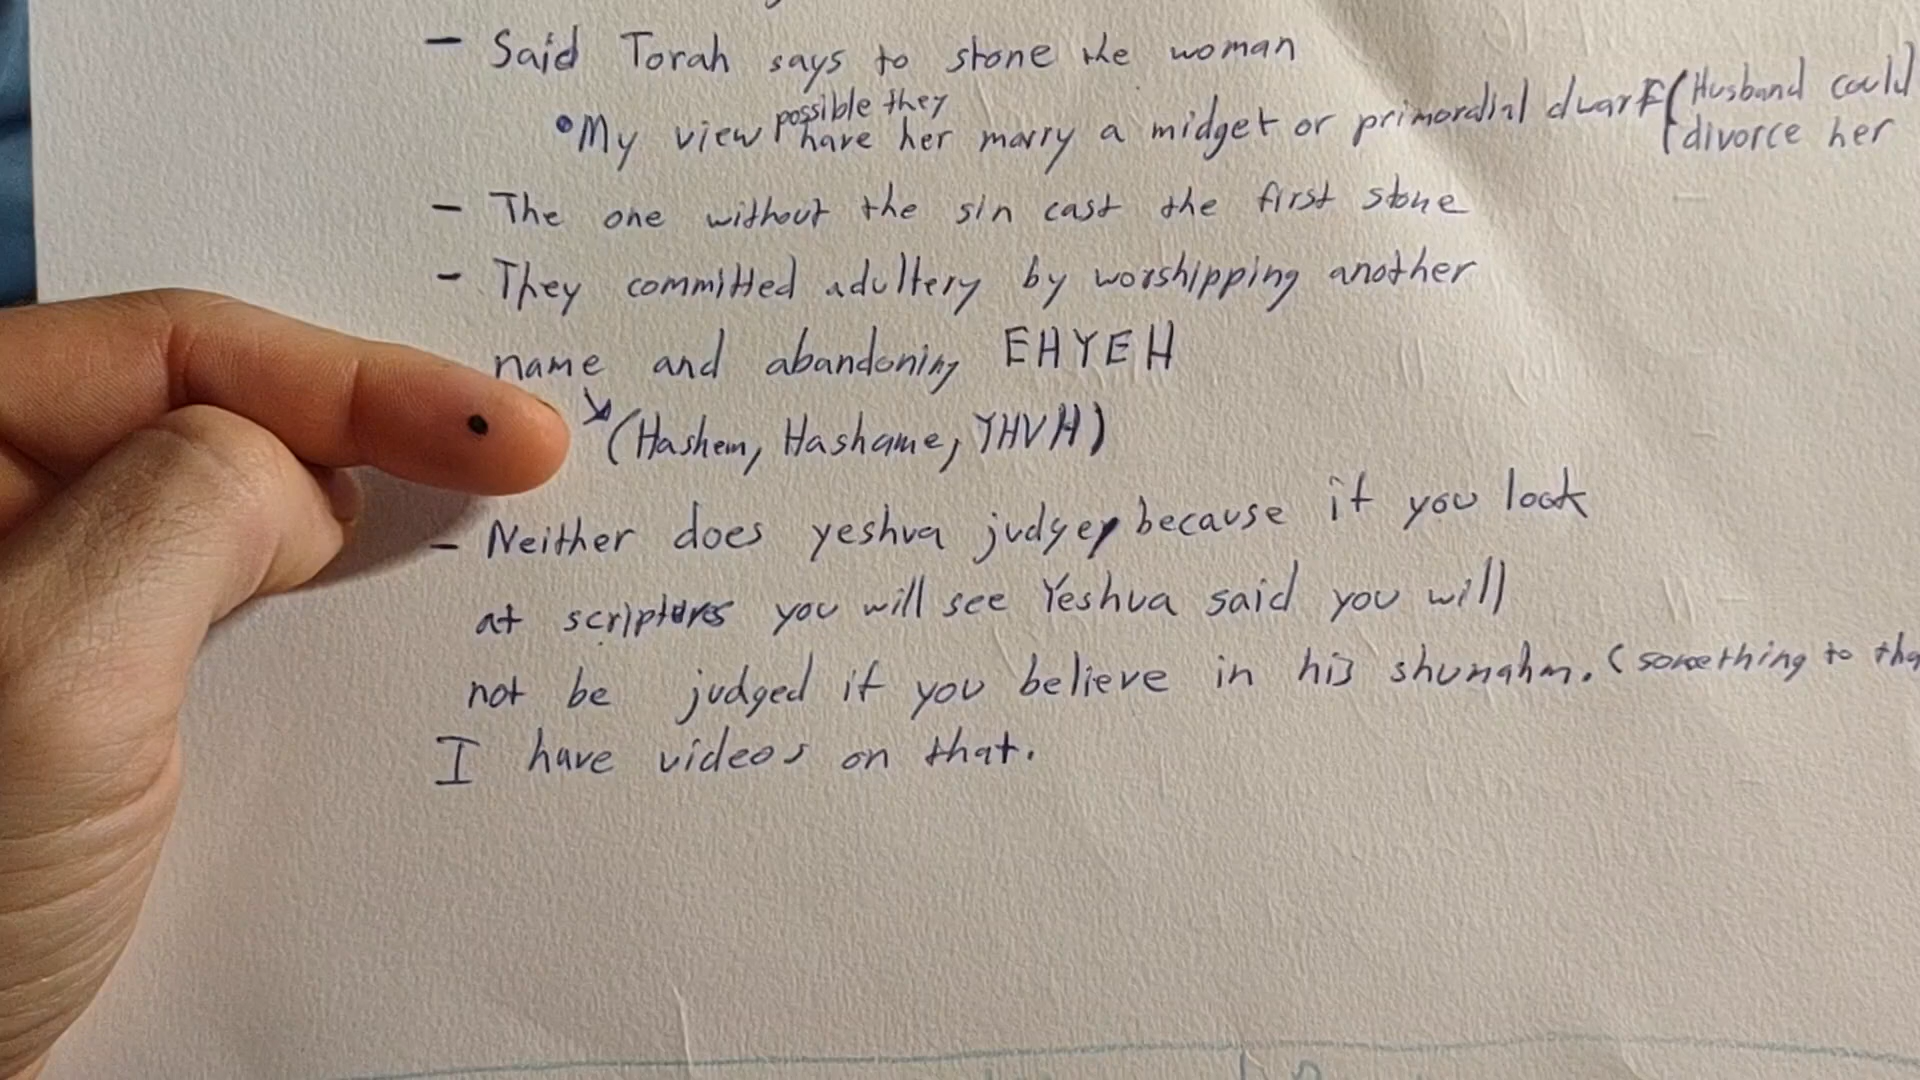 - Said Torah says to stone the woman
possible they
•My view have her marry a midget or primordial dwarf (Husband could divorce her
- The one without the sin cast the first stone
- They committed adultery by worshipping another
name and abandoning EHYEH
(Hashem, Hashame, YHVH)
- Neither does yeshua judge, because if you look
at scriptures you will see Yeshua said you will
not be judged if you believe in his shumahm. (something to tha
I have videos on that.